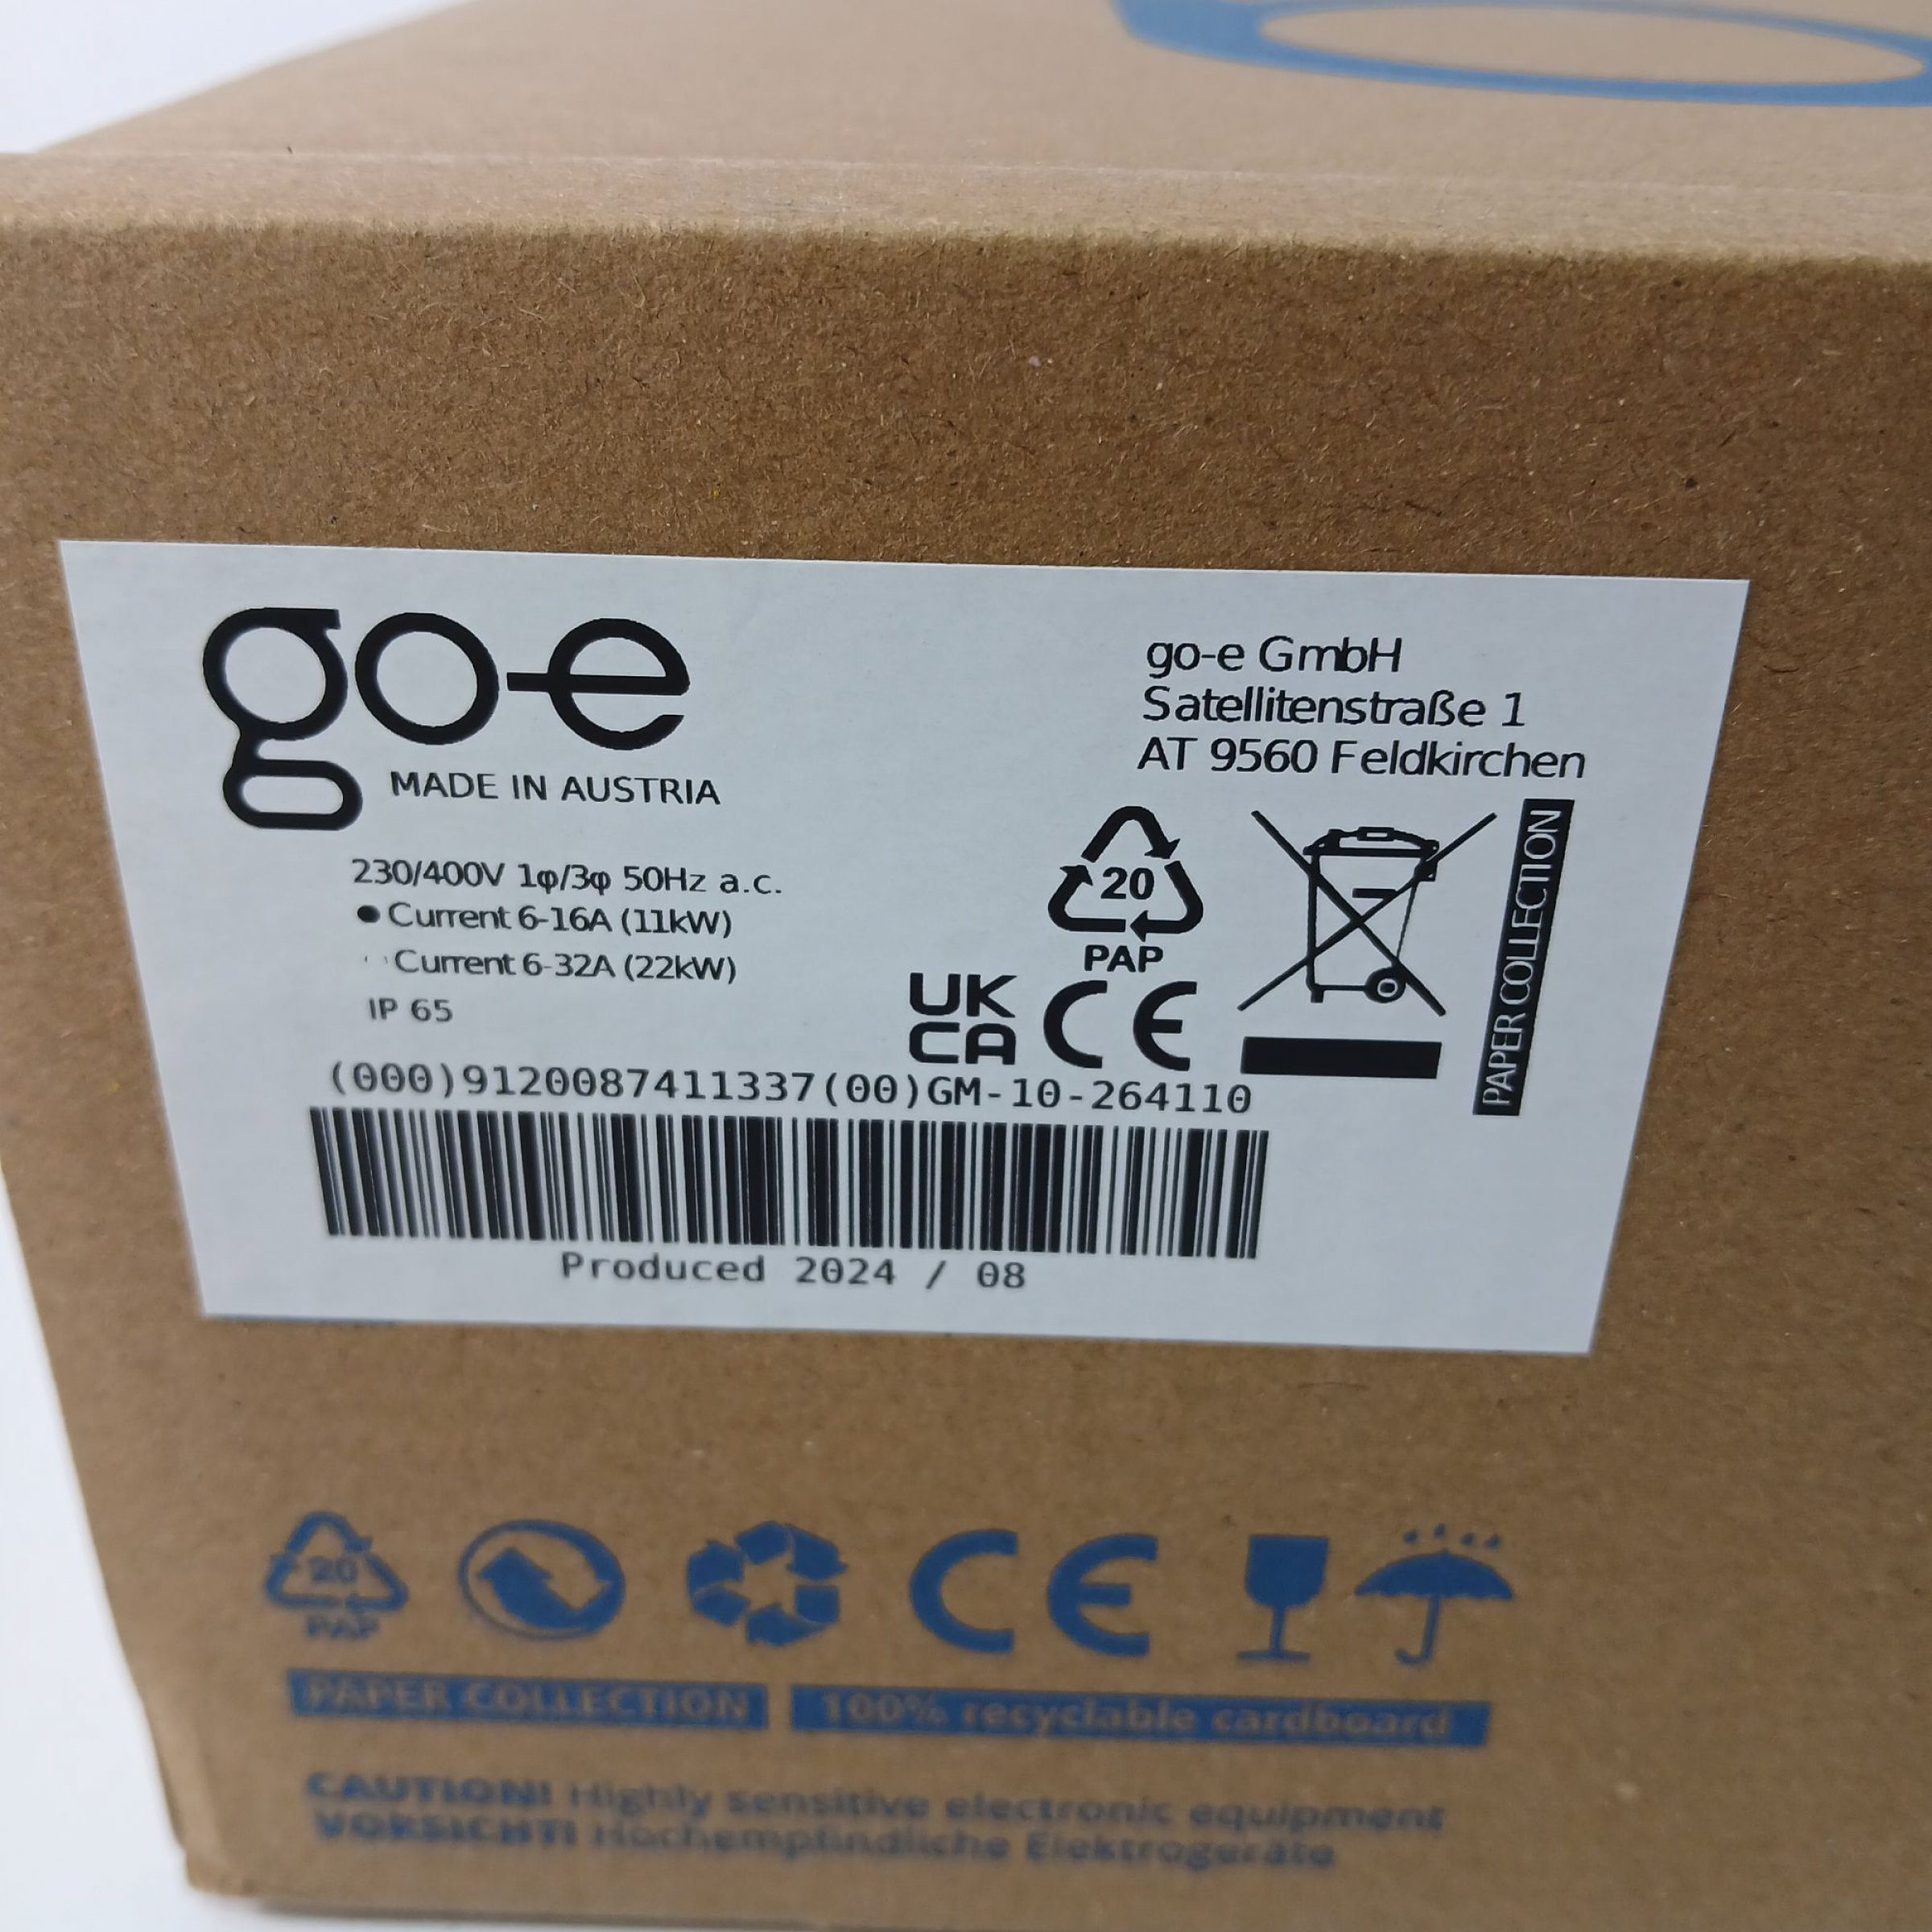 go-e
MADE IN AUSTRIA
230/400V 1φ/3φ 50Hz a.c.
● Current 6-16A (11kW)
Current 6-32A (22kW)
IP 65
go-e GmbH
Satellitenstraße 1
AT 9560 Feldkirchen
20
PAP
UK
CA
CE
PAPER COLLECTION
(000)9120087411337(00)GM-10-264110
Produced 2024 / 08
20
PAP
CE
PAPER COLLECTION
100% recyclable cardboard
CAUTION! Highly sensitive electronic equipment
VORSICHT! Hochempfindliche Elektrogeräte